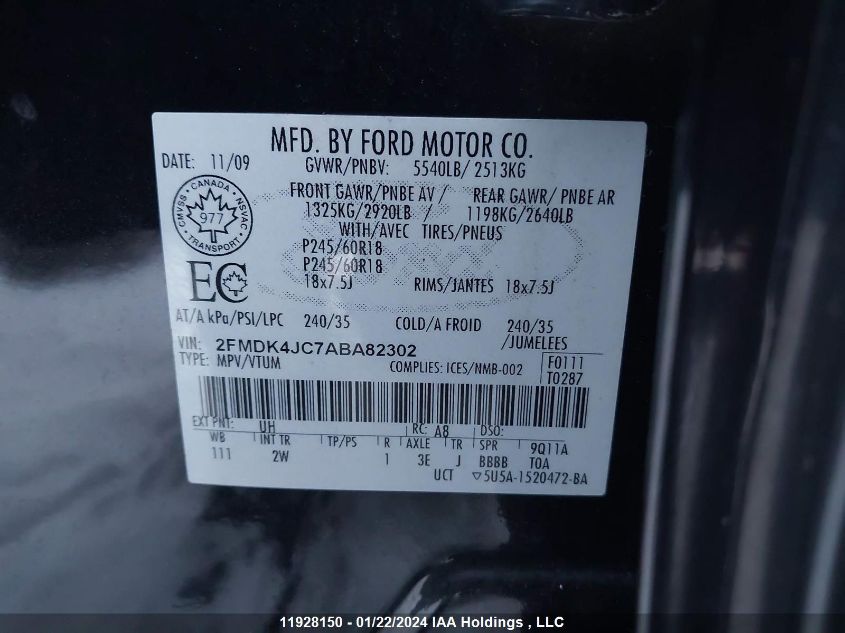 MFD. BY FORD MOTOR CO.
DATE: 11/09 GVWR/PNBV: 5540LB/ 2513KG
CANADA CMVSS NSVAC 977 TRANSPORT
FRONT GAWR/PNBE AV / REAR GAWR/ PNBE AR
1325KG/2920LB / 1198KG/2640LB
WITH/AVEC TIRES/PNEUS
P245/60R18
P245/60R18
18x7.5J RIMS/JANTES 18x7.5J
EC
AT/A kPa/PSI/LPC 240/35 COLD/A FROID 240/35
/JUMELEES
VIN: 2FMDK4JC7ABA82302
TYPE: MPV/VTUM COMPLIES: ICES/NMB-002 F0111
T0287
EXT PNT: UH RC: A8 DSO:
WB INT TR TP/PS R AXLE TR SPR 9Q11A
111 2W 1 3E J BBBB TOA
UCT ▽5U5A-1520472-BA
11928150 - 01/22/2024 IAA Holdings , LLC